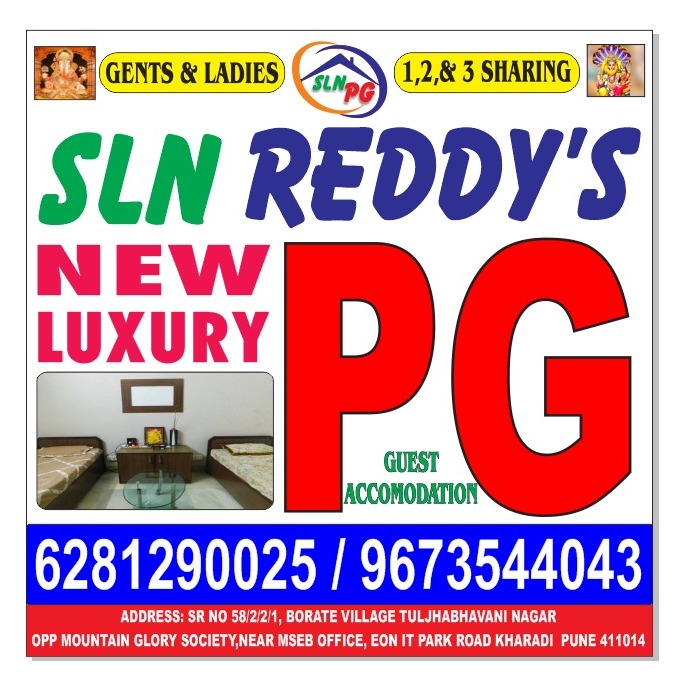 GENTS & LADIES
SLN PG
1,2,& 3 SHARING
SLN REDDY'S
NEW
LUXURY
PG
GUEST
ACCOMODATION
6281290025 / 9673544043
ADDRESS: SR NO 58/2/2/1, BORATE VILLAGE TULJHABHAVANI NAGAR
OPP MOUNTAIN GLORY SOCIETY,NEAR MSEB OFFICE, EON IT PARK ROAD KHARADI PUNE 411014